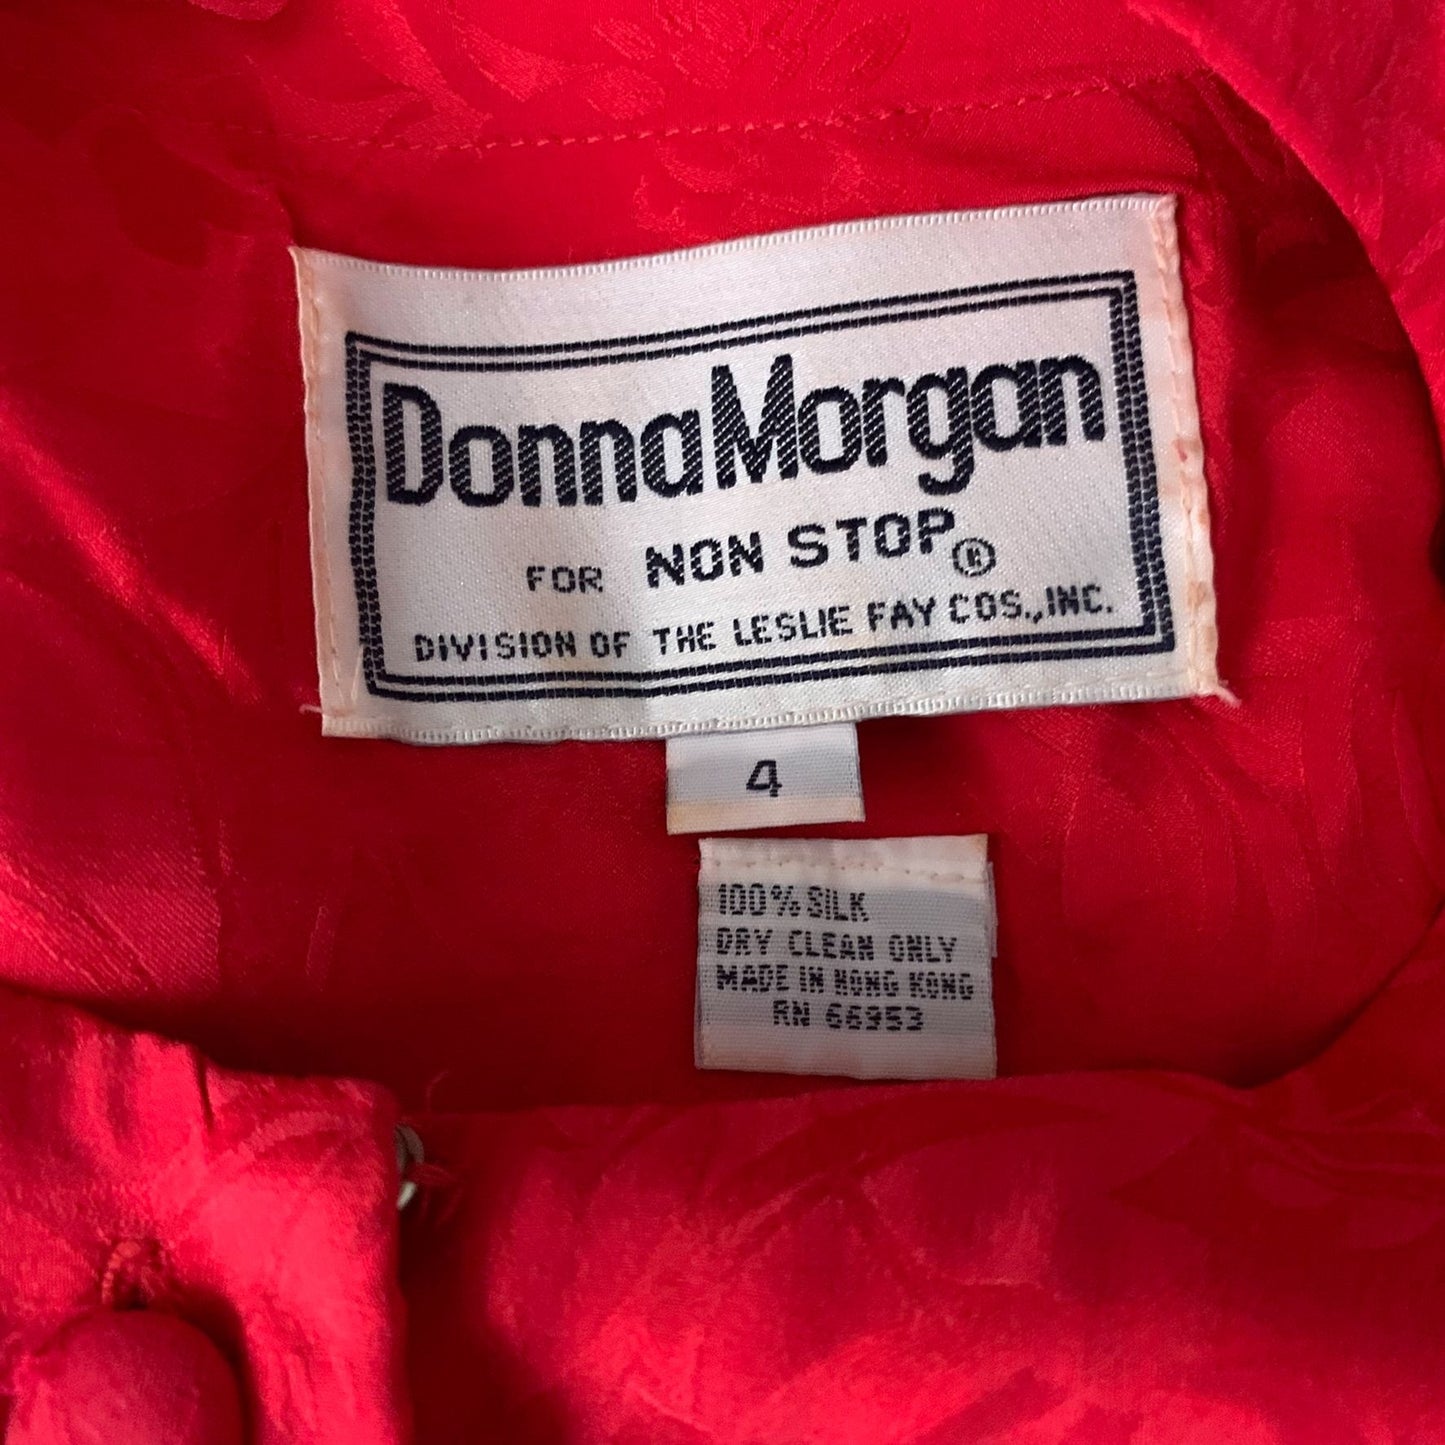 DonnaMorgan
FOR NON STOP®
DIVISION OF THE LESLIE FAY COS., INC.
4
100% SILK
DRY CLEAN ONLY
MADE IN HONG KONG
RN 66953